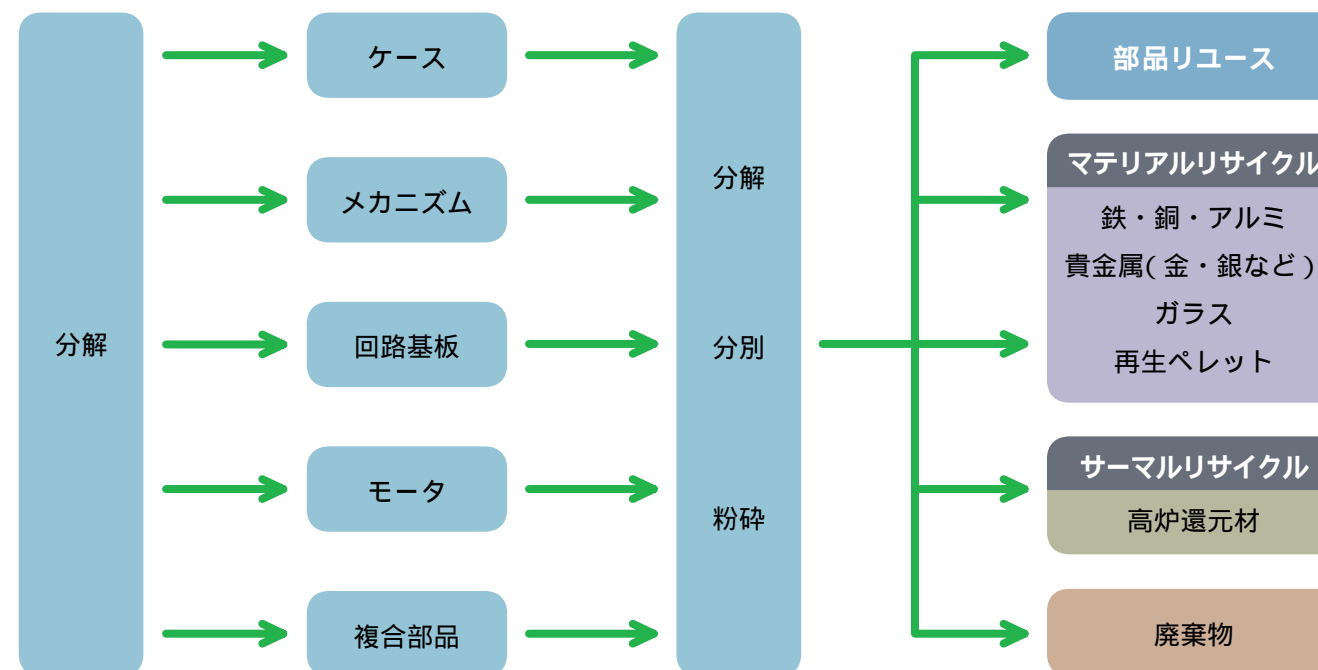 分解
ケース
メカニズム
回路基板
モータ
複合部品
分解
分別
粉砕
部品リユース
マテリアルリサイクル
鉄・銅・アルミ
貴金属(金・銀など)
ガラス
再生ペレット
サーマルリサイクル
高炉還元材
廃棄物